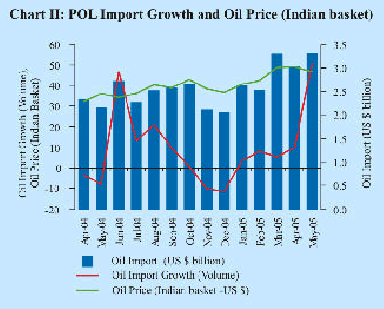 Chart II: POL Import Growth and Oil Price (Indian basket)
Oil Import Growth (Volume),
Oil Price (Indian Basket)
60
50
40
30
20
10
0
-10
-20
3.5
3.0
2.5
2.0
1.5
1.0
0.5
0.0
Oil Import (US $ billion)
Apr-04
May-04
Jun-04
Jul-04
Aug-04
Sep-04
Oct-04
Nov-04
Dec-04
Jan-05
Feb-05
Mar-05
Apr-05
May-05
Oil Import (US $ billion)
Oil Import Growth (Volume)
Oil Price (Indian basket -US $)